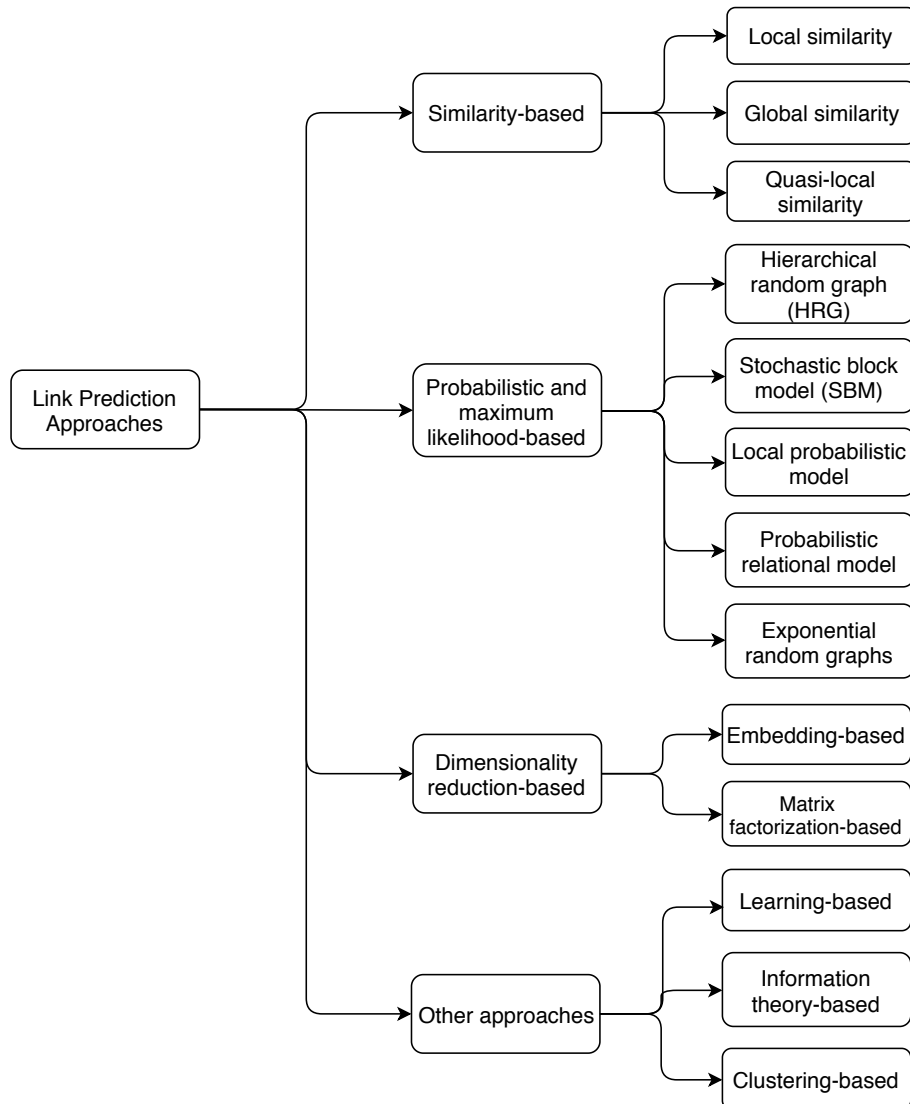 Local similarity
Similarity-based
Global similarity
Quasi-local
similarity
Hierarchical
random graph
(HRG)
Stochastic block
model (SBM)
Link Prediction
Approaches
Probabilistic and
maximum
likelihood-based
Local probabilistic
model
Probabilistic
relational model
Exponential
random graphs
Dimensionality
reduction-based
Embedding-based
Matrix
factorization-based
Learning-based
Other approaches
Information
theory-based
Clustering-based